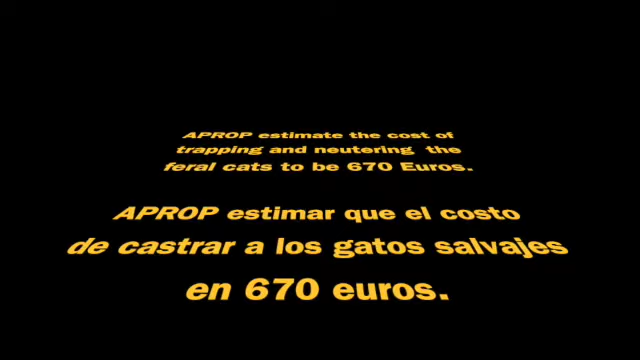 APROP estimate the cost of
trapping and neutering the
feral cats to be 670 Euros.
APROP estimar que el costo
de castrar a los gatos salvajes
en 670 euros.